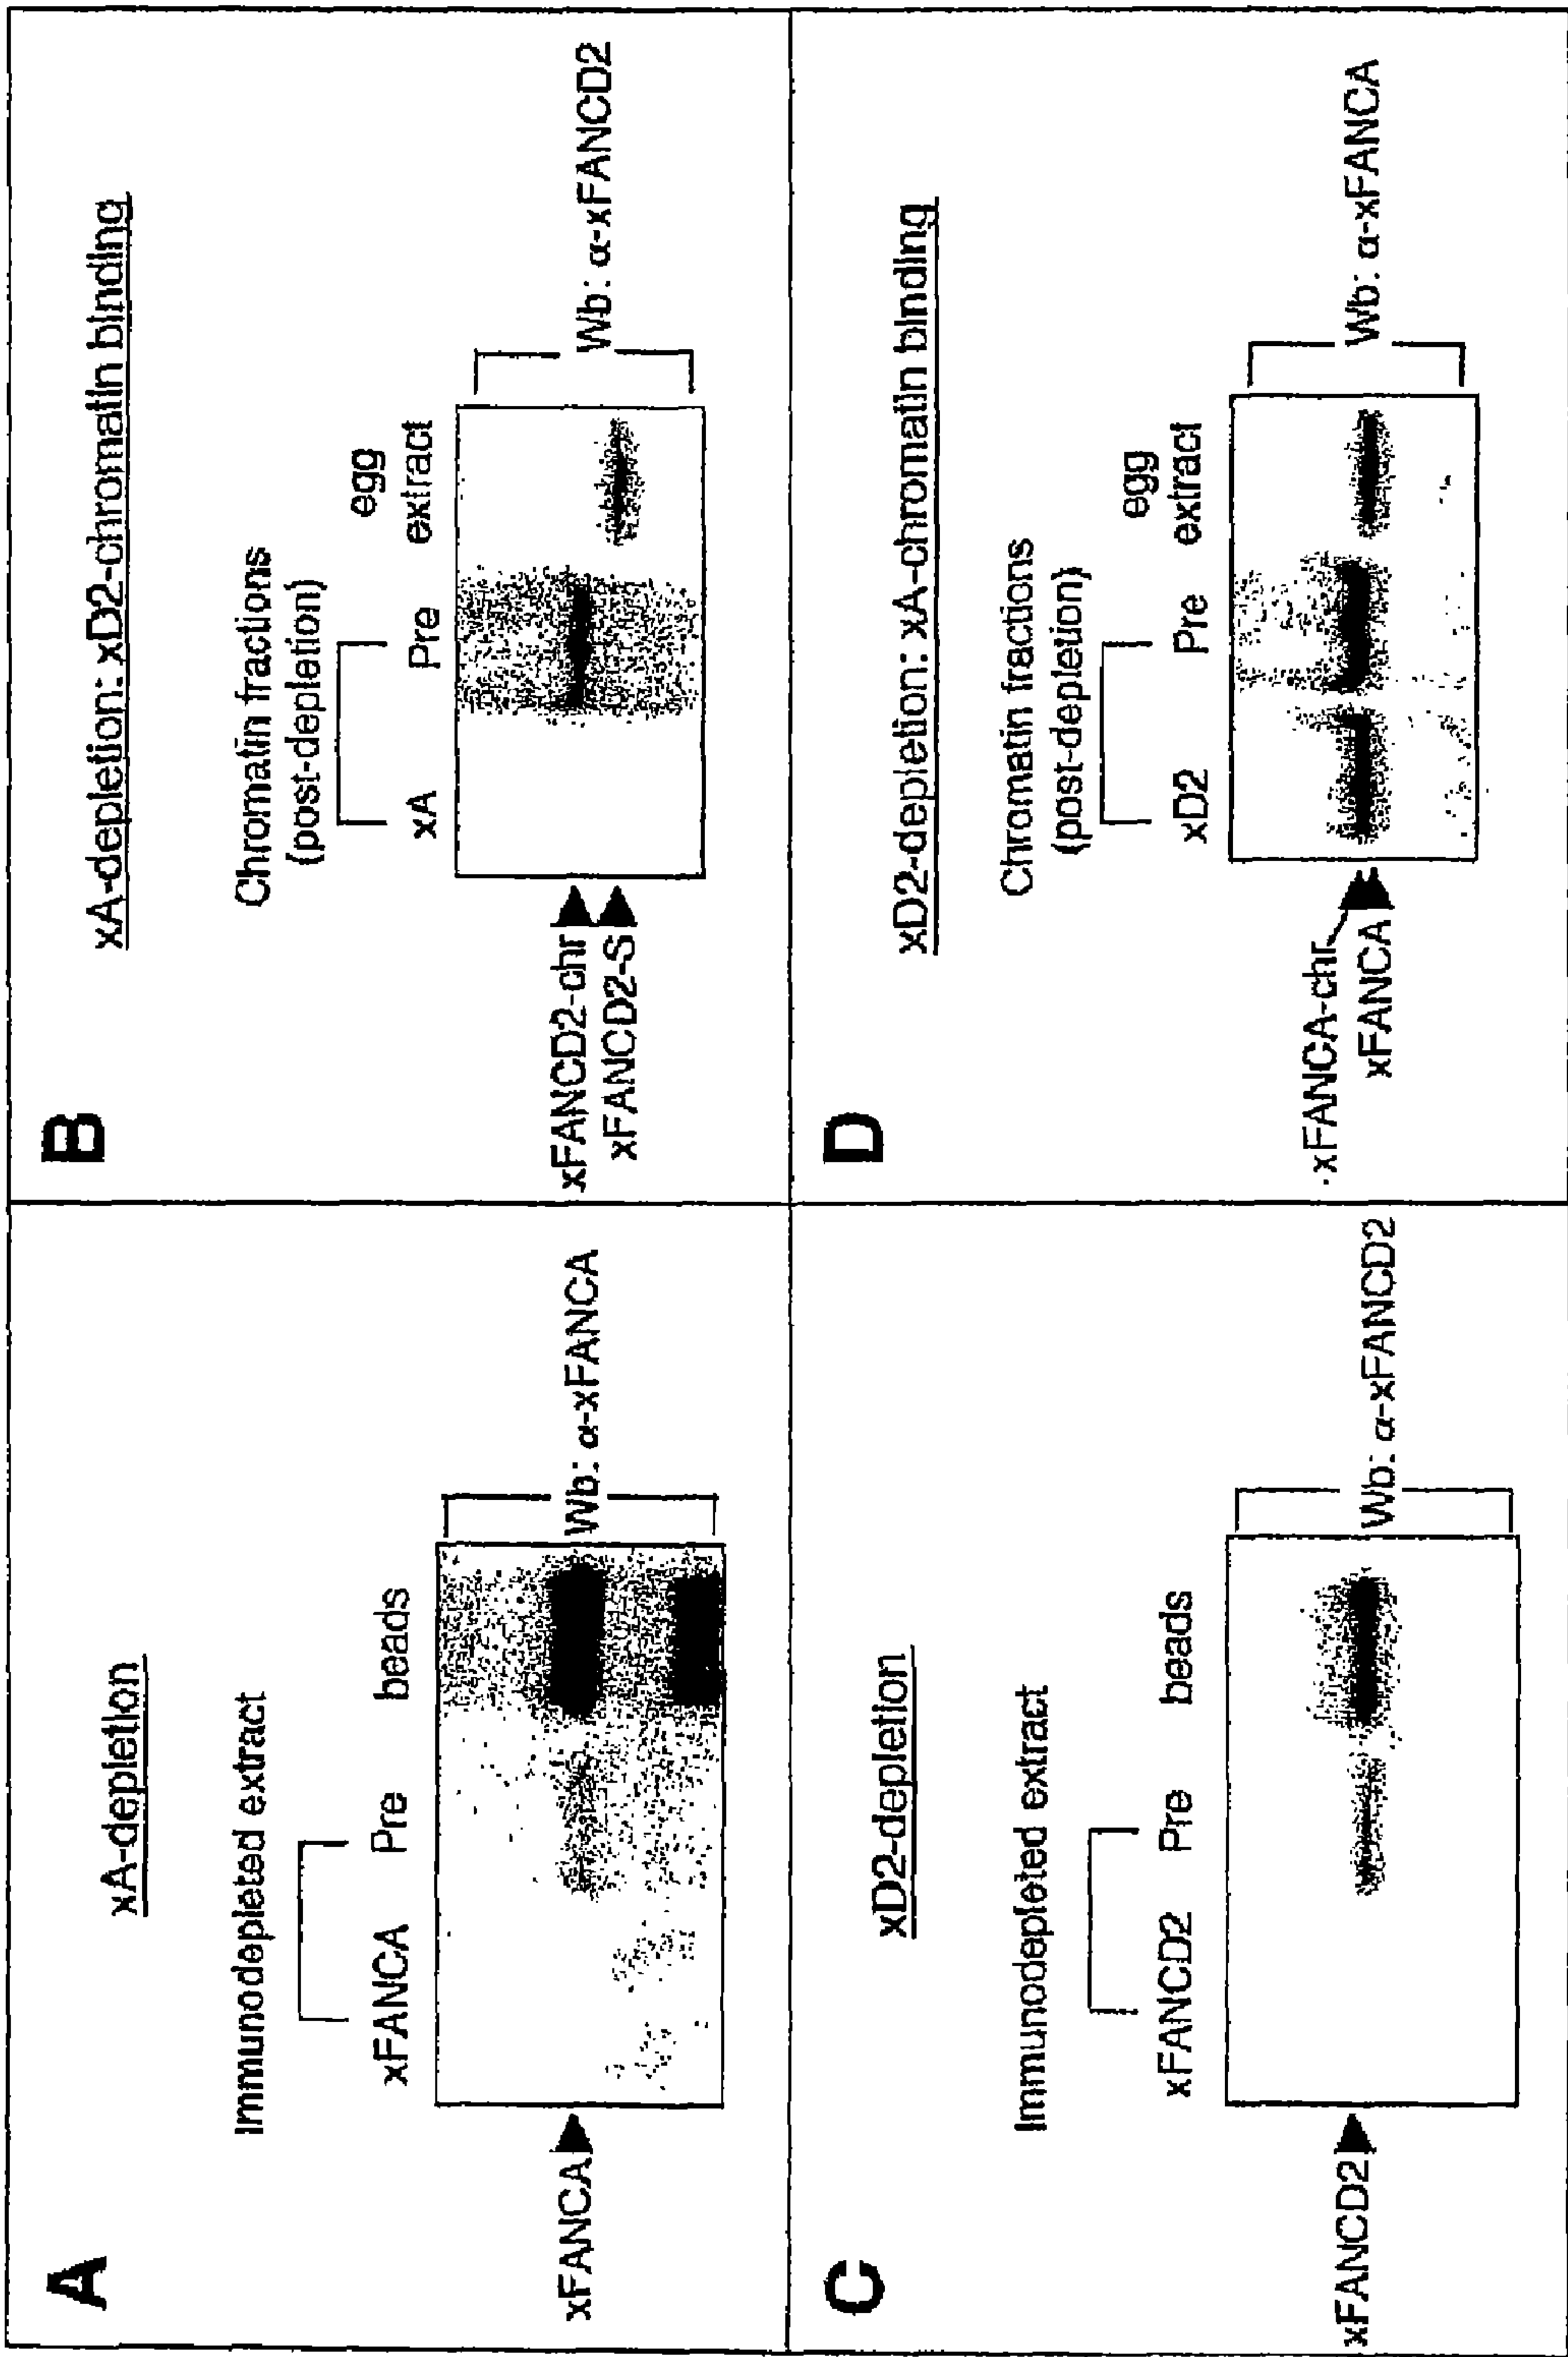 A
xA-depletion
Immunodepleted extract
xFANCA Pre beads
xFANCA
Wb: α-xFANCA
B
xA-depletion: xD2-chromatin binding
Chromatin fractions
(post-depletion)
egg
xA Pre extract
xFANCD2-chr
xFANCD2-S
Wb: α-xFANCD2
C
xD2-depletion
Immunodepleted extract
xFANCD2 Pre beads
xFANCD2
Wb: α-xFANCD2
D
xD2-depletion: xA-chromatin binding
Chromatin fractions
(post-depletion)
egg
xD2 Pre extract
xFANCA-chr
xFANCA
Wb: α-xFANCA